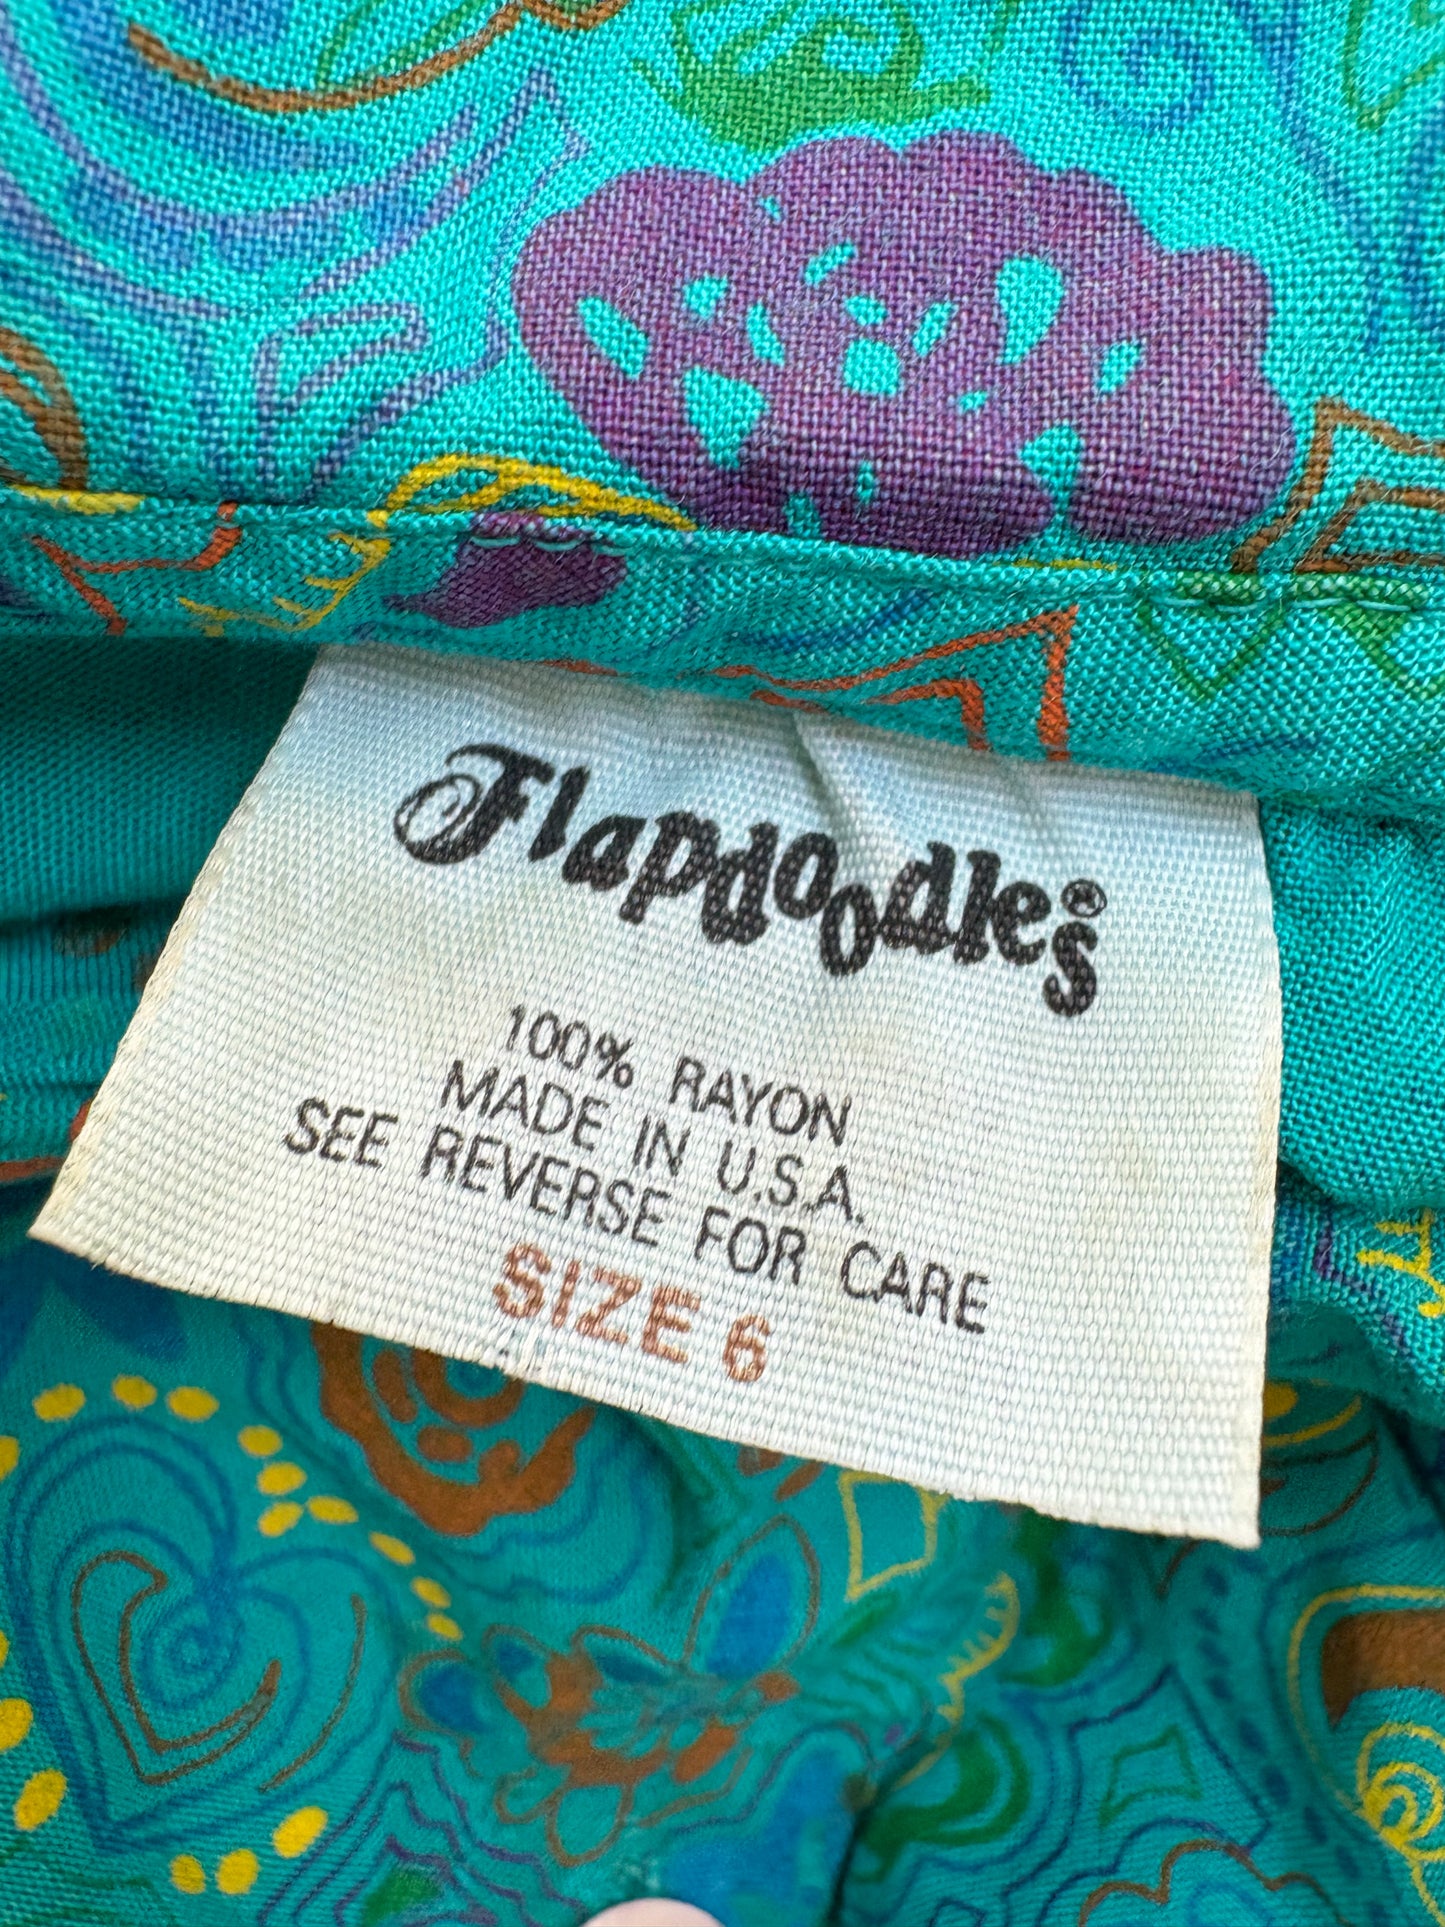 Flapdoodles®
100% RAYON
MADE IN U.S.A.
SEE REVERSE FOR CARE
SIZE 6